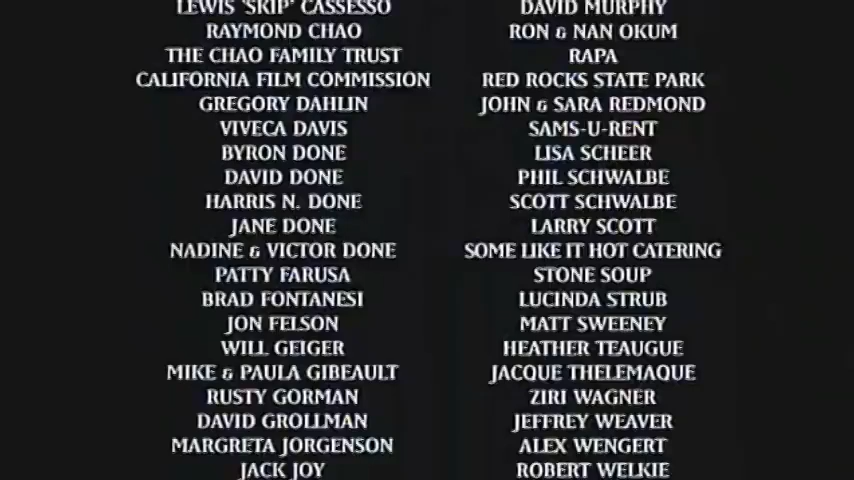 LEWIS 'SKIP' CASSESSO
RAYMOND CHAO
THE CHAO FAMILY TRUST
CALIFORNIA FILM COMMISSION
GREGORY DAHLIN
VIVECA DAVIS
BYRON DONE
DAVID DONE
HARRIS N. DONE
JANE DONE
NADINE & VICTOR DONE
PATTY FARUSA
BRAD FONTANESI
JON FELSON
WILL GEIGER
MIKE & PAULA GIBEAULT
RUSTY GORMAN
DAVID GROLLMAN
MARGRETA JORGENSON
JACK JOY
DAVID MURPHY
RON & NAN OKUM
RAPA
RED ROCKS STATE PARK
JOHN & SARA REDMOND
SAMS-U-RENT
LISA SCHEER
PHIL SCHWALBE
SCOTT SCHWALBE
LARRY SCOTT
SOME LIKE IT HOT CATERING
STONE SOUP
LUCINDA STRUB
MATT SWEENEY
HEATHER TEAUGUE
JACQUE THELEMAQUE
ZIRI WAGNER
JEFFREY WEAVER
ALEX WENGERT
ROBERT WELKIE